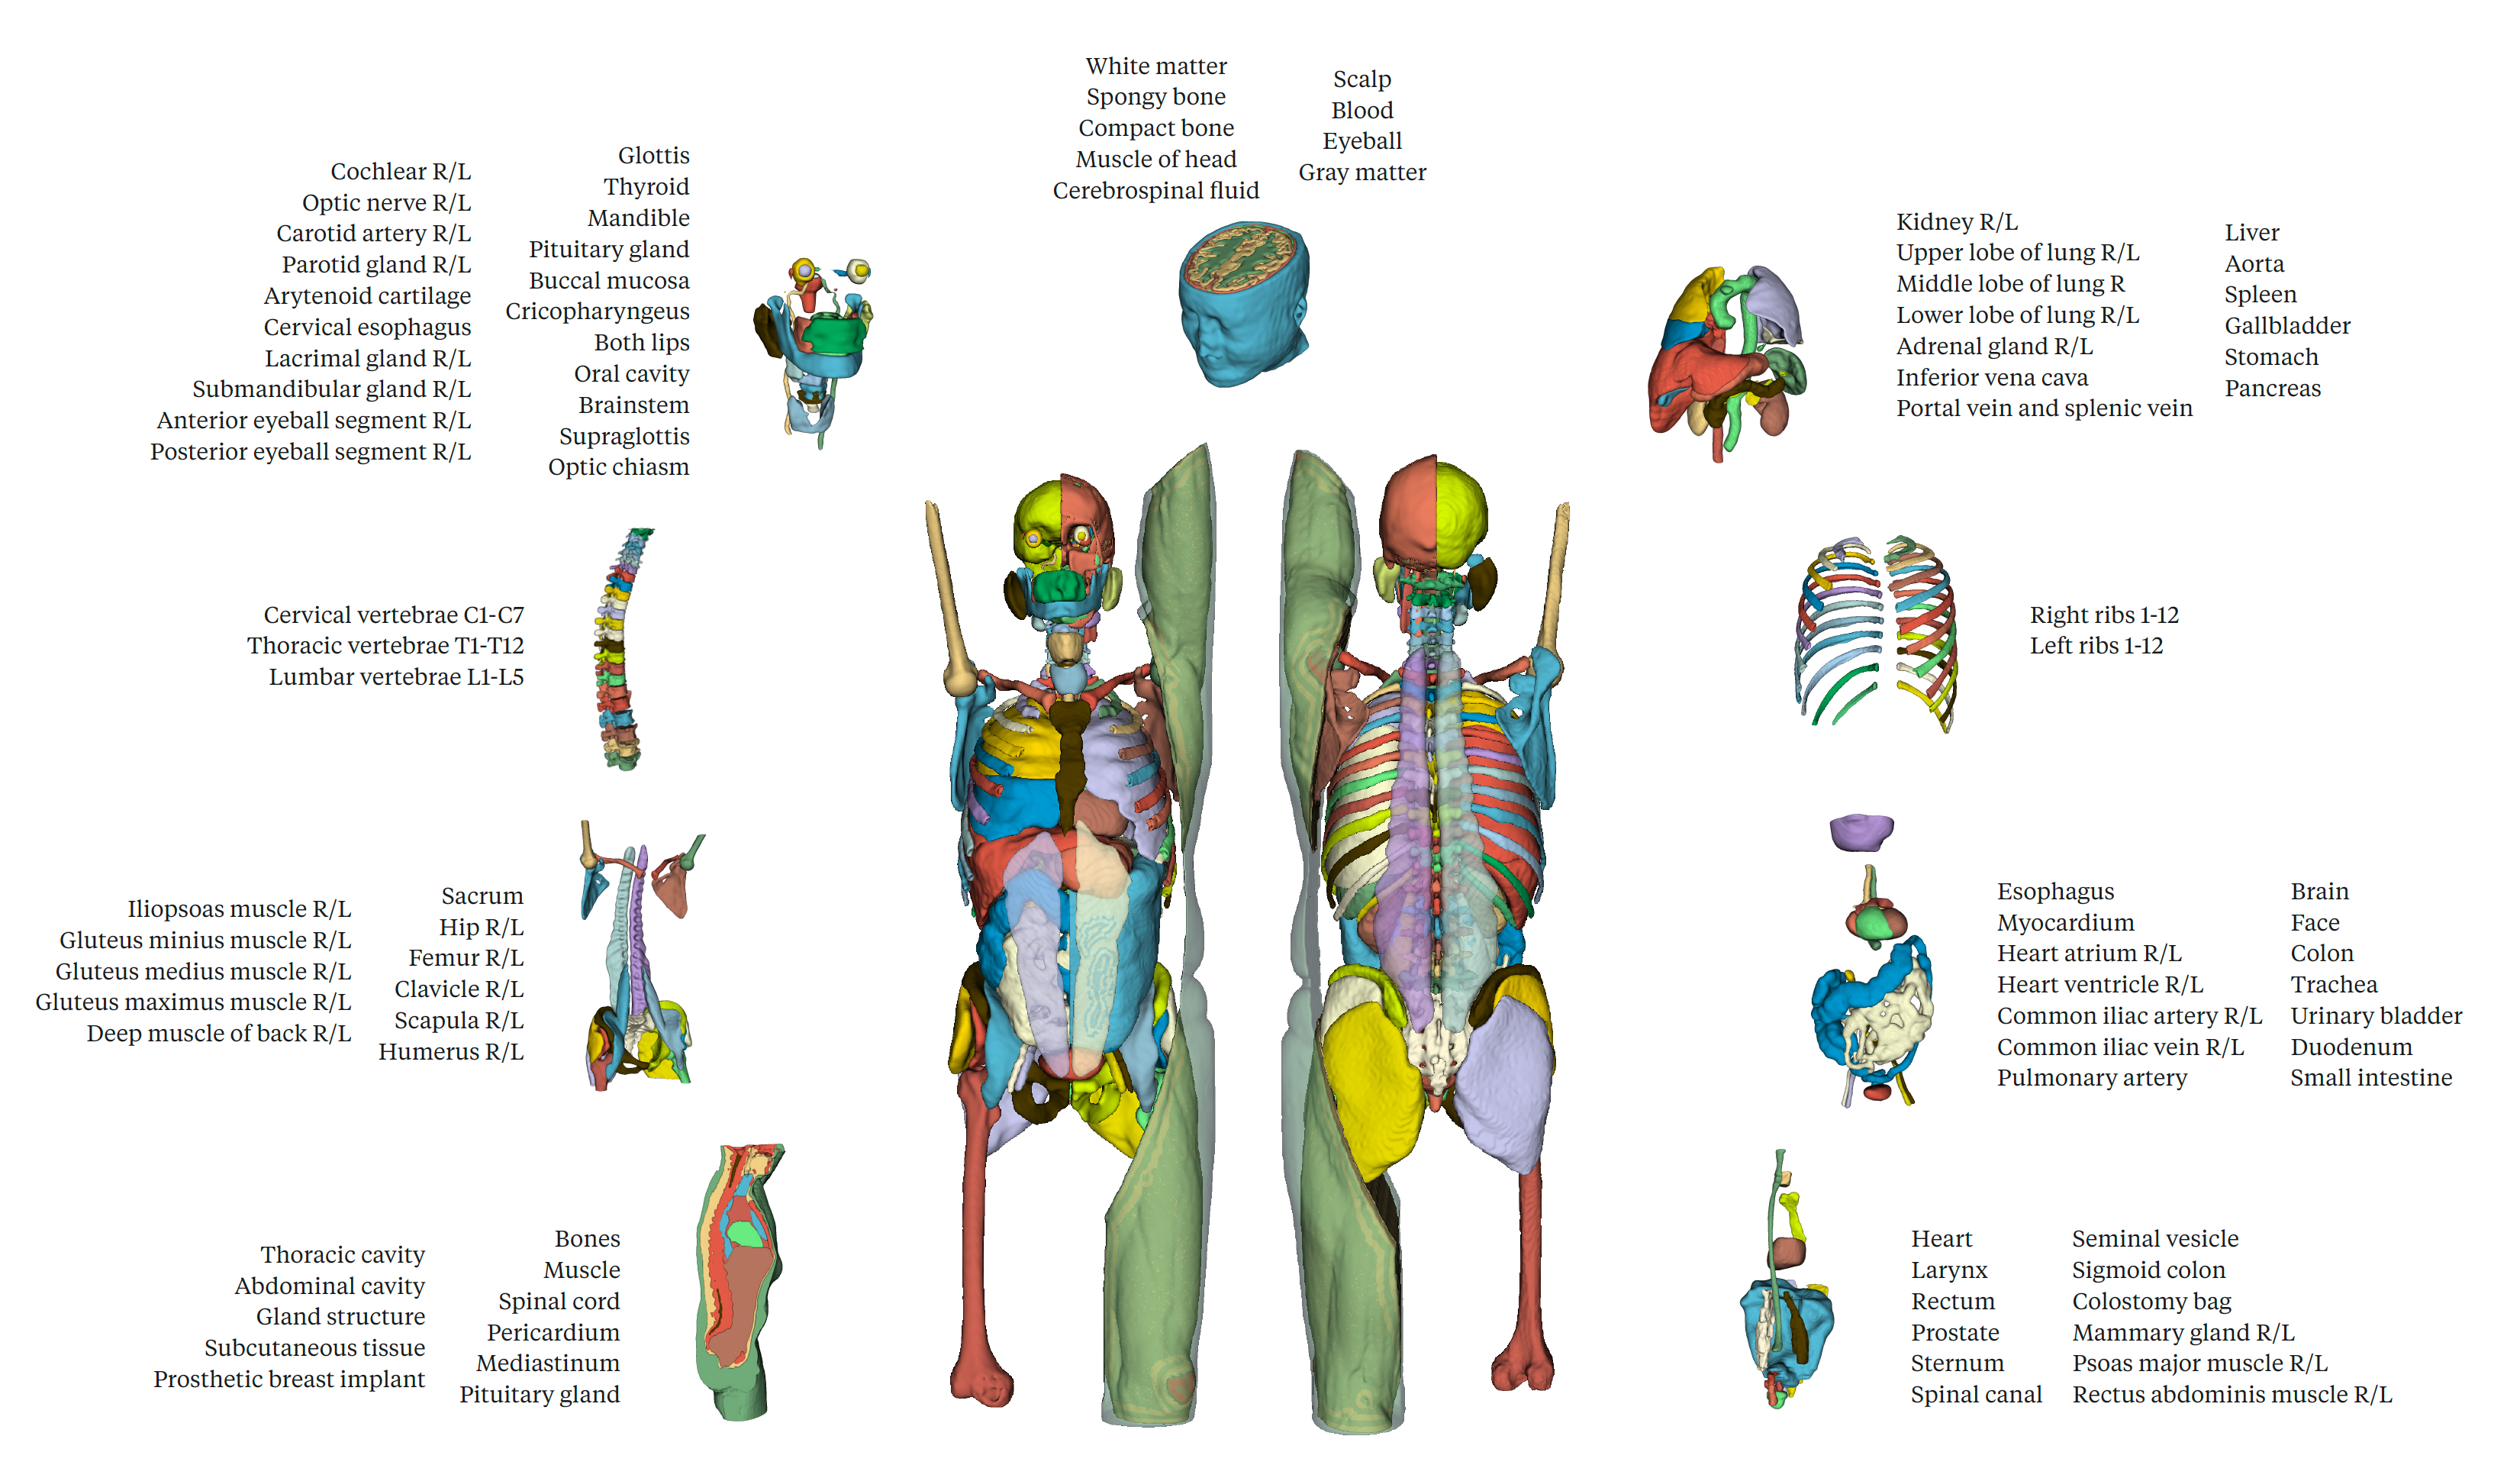 White matter
Spongy bone
Compact bone
Muscle of head
Cerebrospinal fluid
Scalp
Blood
Eyeball
Gray matter
Cochlear R/L
Optic nerve R/L
Carotid artery R/L
Parotid gland R/L
Arytenoid cartilage
Cervical esophagus
Lacrimal gland R/L
Submandibular gland R/L
Anterior eyeball segment R/L
Posterior eyeball segment R/L
Glottis
Thyroid
Mandible
Pituitary gland
Buccal mucosa
Cricopharyngeus
Both lips
Oral cavity
Brainstem
Supraglottis
Optic chiasm
Kidney R/L
Upper lobe of lung R/L
Middle lobe of lung R
Lower lobe of lung R/L
Adrenal gland R/L
Inferior vena cava
Portal vein and splenic vein
Liver
Aorta
Spleen
Gallbladder
Stomach
Pancreas
Cervical vertebrae C1-C7
Thoracic vertebrae T1-T12
Lumbar vertebrae L1-L5
Right ribs 1-12
Left ribs 1-12
Iliopsoas muscle R/L
Gluteus minius muscle R/L
Gluteus medius muscle R/L
Gluteus maximus muscle R/L
Deep muscle of back R/L
Sacrum
Hip R/L
Femur R/L
Clavicle R/L
Scapula R/L
Humerus R/L
Esophagus
Myocardium
Heart atrium R/L
Heart ventricle R/L
Common iliac artery R/L
Common iliac vein R/L
Pulmonary artery
Brain
Face
Colon
Trachea
Urinary bladder
Duodenum
Small intestine
Thoracic cavity
Abdominal cavity
Gland structure
Subcutaneous tissue
Prosthetic breast implant
Bones
Muscle
Spinal cord
Pericardium
Mediastinum
Pituitary gland
Heart
Larynx
Rectum
Prostate
Sternum
Spinal canal
Seminal vesicle
Sigmoid colon
Colostomy bag
Mammary gland R/L
Psoas major muscle R/L
Rectus abdominis muscle R/L